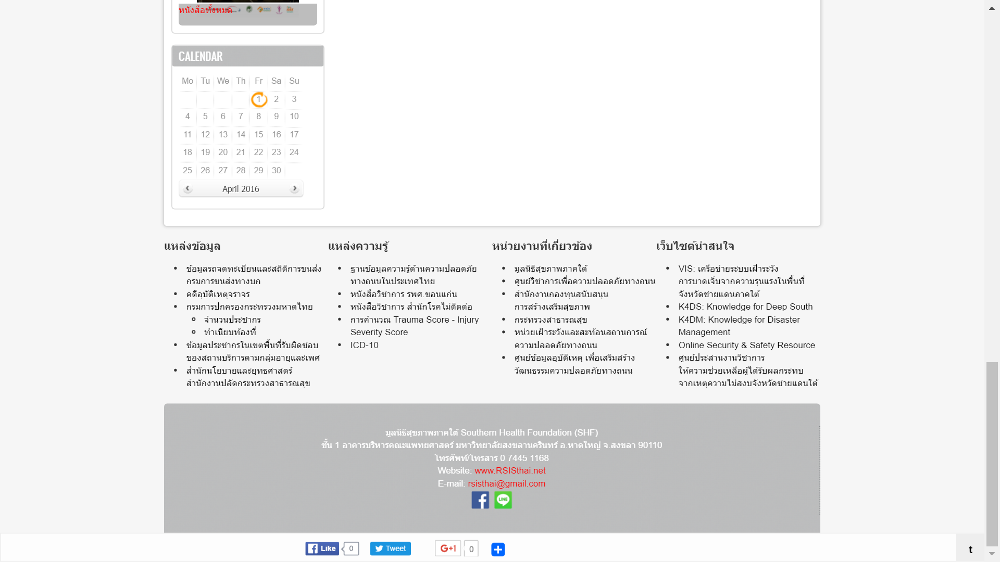 หนังสือทั้งหมด
CALENDAR
Mo Tu We Th Fr Sa Su
1 2 3
4 5 6 7 8 9 10
11 12 13 14 15 16 17
18 19 20 21 22 23 24
25 26 27 28 29 30
April 2016
แหล่งข้อมูล
ข้อมูลรถจดทะเบียนและสถิติการขนส่ง
กรมการขนส่งทางบก
คดีอุบัติเหตุจราจร
กรมการปกครองกระทรวงมหาดไทย
จำนวนประชากร
ทำเนียบท้องที่
ข้อมูลประชากรในเขตพื้นที่รับผิดชอบ
ของสถานบริการตามกลุ่มอายุและเพศ
สำนักนโยบายและยุทธศาสตร์
สำนักงานปลัดกระทรวงสาธารณสุข
แหล่งความรู้
ฐานข้อมูลความรู้ด้านความปลอดภัย
ทางถนนในประเทศไทย
หนังสือวิชาการ รพศ.ขอนแก่น
หนังสือวิชาการ สำนักโรคไม่ติดต่อ
การคำนวณ Trauma Score - Injury
Severity Score
ICD-10
หน่วยงานที่เกี่ยวข้อง
มูลนิธิสุขภาพภาคใต้
ศูนย์วิชาการเพื่อความปลอดภัยทางถนน
สำนักงานกองทุนสนับสนุน
การสร้างเสริมสุขภาพ
กระทรวงสาธารณสุข
หน่วยเฝ้าระวังและสะท้อนสถานการณ์
ความปลอดภัยทางถนน
ศูนย์ข้อมูลอุบัติเหตุ เพื่อเสริมสร้าง
วัฒนธรรมความปลอดภัยทางถนน
เว็บไซต์น่าสนใจ
VIS: เครือข่ายระบบเฝ้าระวัง
การบาดเจ็บจากความรุนแรงในพื้นที่
จังหวัดชายแดนภาคใต้
K4DS: Knowledge for Deep South
K4DM: Knowledge for Disaster
Management
Online Security & Safety Resource
ศูนย์ประสานงานวิชาการ
ให้ความช่วยเหลือผู้ได้รับผลกระทบ
จากเหตุความไม่สงบจังหวัดชายแดนใต้
มูลนิธิสุขภาพภาคใต้ Southern Health Foundation (SHF)
ชั้น 1 อาคารบริหารคณะแพทยศาสตร์ มหาวิทยาลัยสงขลานครินทร์ อ.หาดใหญ่ จ.สงขลา 90110
โทรศัพท์/โทรสาร 0 7445 1168
Website: www.RSISthai.net
E-mail: rsisthai@gmail.com
LINE
Like 0 Tweet G+1 0
t